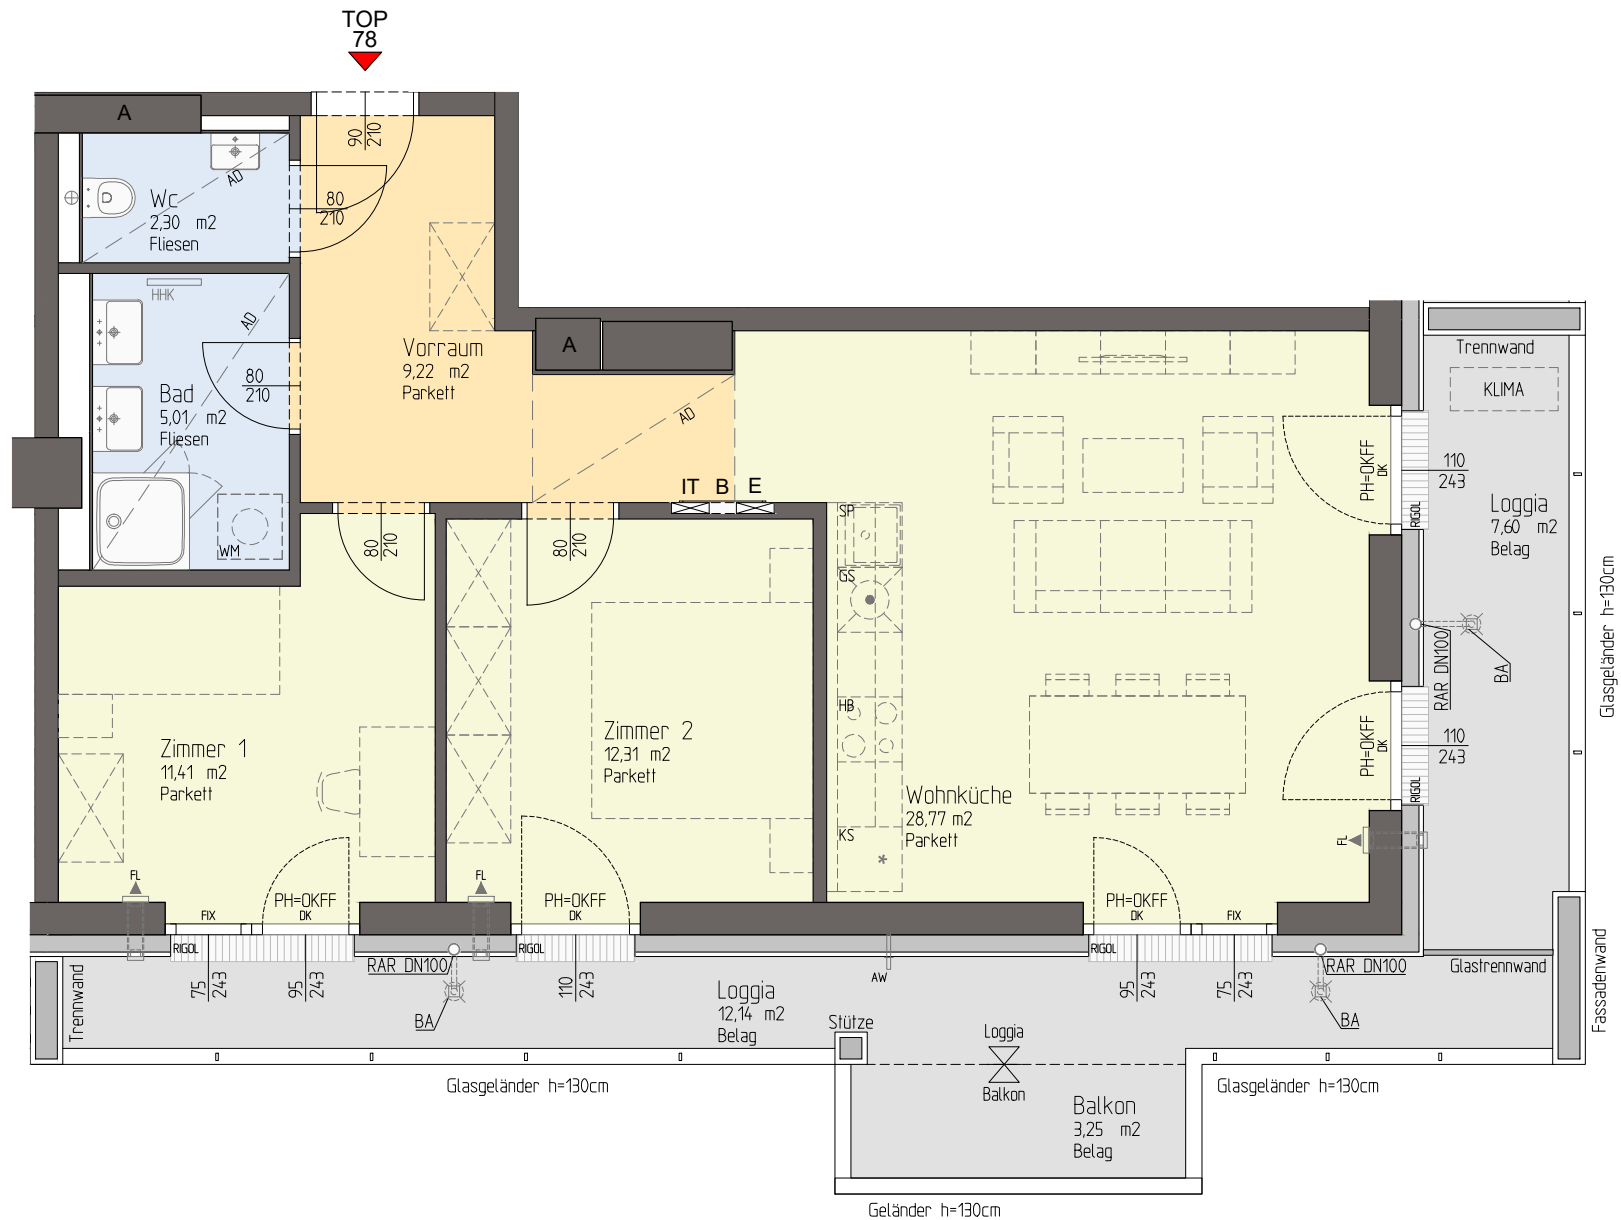 TOP
78
A
90
210
AD
Wc
2,30 m2
Fliesen
80
210
HHK
AD
Vorraum
9,22 m2
Parkett
A
80
210
Bad
5,01 m2
Fliesen
AD
WM
IT B E
80
210
80
210
SP
GS
HB
KS
*
Zimmer 1
11,41 m2
Parkett
Zimmer 2
12,31 m2
Parkett
Wohnküche
28,77 m2
Parkett
Trennwand
KLIMA
PH=OKFF
DK
110
243
RIGOL
Loggia
7,60 m2
Belag
Glasgeländer h=130cm
RAR DN100
BA
PH=OKFF
DK
110
243
RIGOL
FL
FL
FIX
PH=OKFF
DK
FL
PH=OKFF
DK
PH=OKFF
DK
FIX
RIGOL
RIGOL
RIGOL
Trennwand
75
243
95
243
RAR DN100
BA
110
243
Loggia
12,14 m2
Belag
AW
Stütze
95
243
75
243
RAR DN100
BA
Glastrennwand
Fassadenwand
Loggia
Balkon
Glasgeländer h=130cm
Glasgeländer h=130cm
Balkon
3,25 m2
Belag
Geländer h=130cm